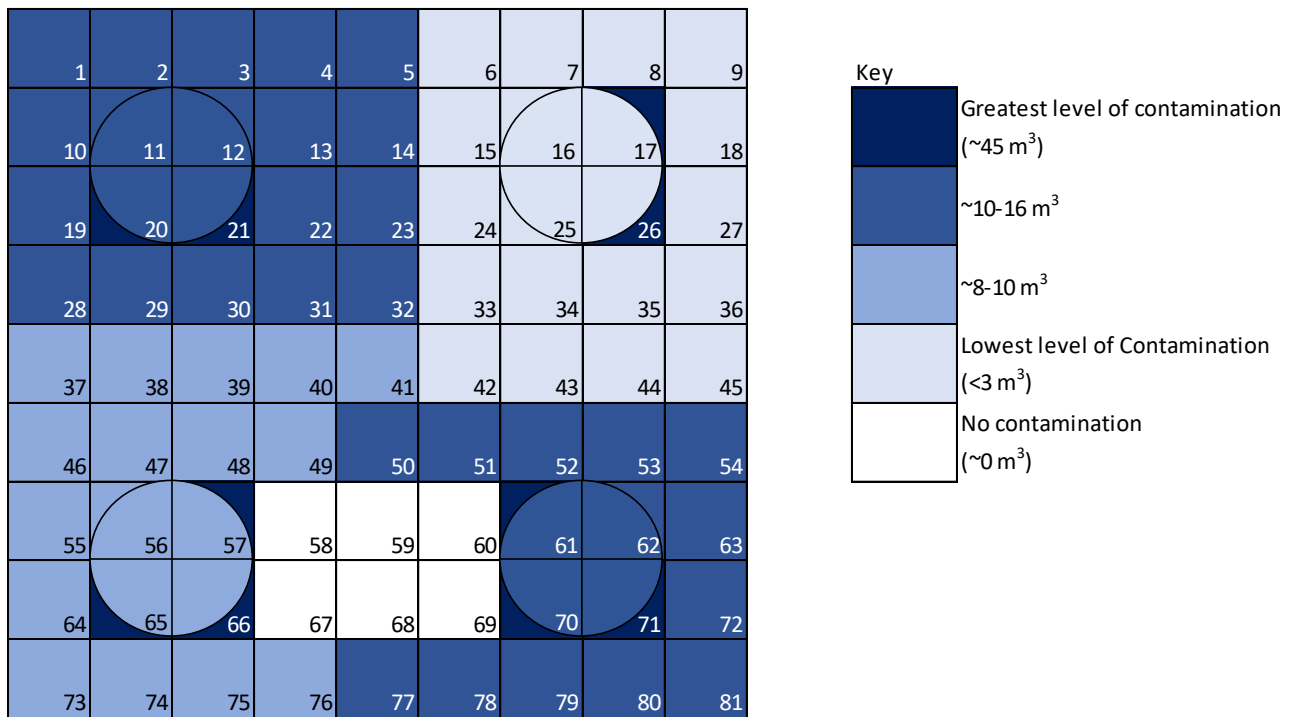 1 2 3 4 5 6 7 8 9
Key
Greatest level of contamination
(~45 m³)
10 11 12 13 14 15 16 17 18
~10-16 m³
19 20 21 22 23 24 25 26 27
~8-10 m³
28 29 30 31 32 33 34 35 36
Lowest level of Contamination
(<3 m³)
37 38 39 40 41 42 43 44 45
No contamination
(~0 m³)
46 47 48 49 50 51 52 53 54
55 56 57 58 59 60 61 62 63
64 65 66 67 68 69 70 71 72
73 74 75 76 77 78 79 80 81